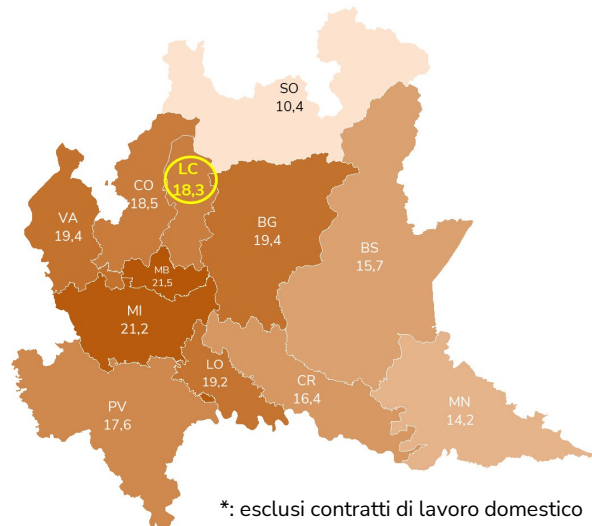 SO
10,4
LC
18,3
CO
18,5
VA
19,4
BG
19,4
BS
15,7
MB
21,5
MI
21,2
LO
19,2
CR
16,4
MN
14,2
PV
17,6
*: esclusi contratti di lavoro domestico